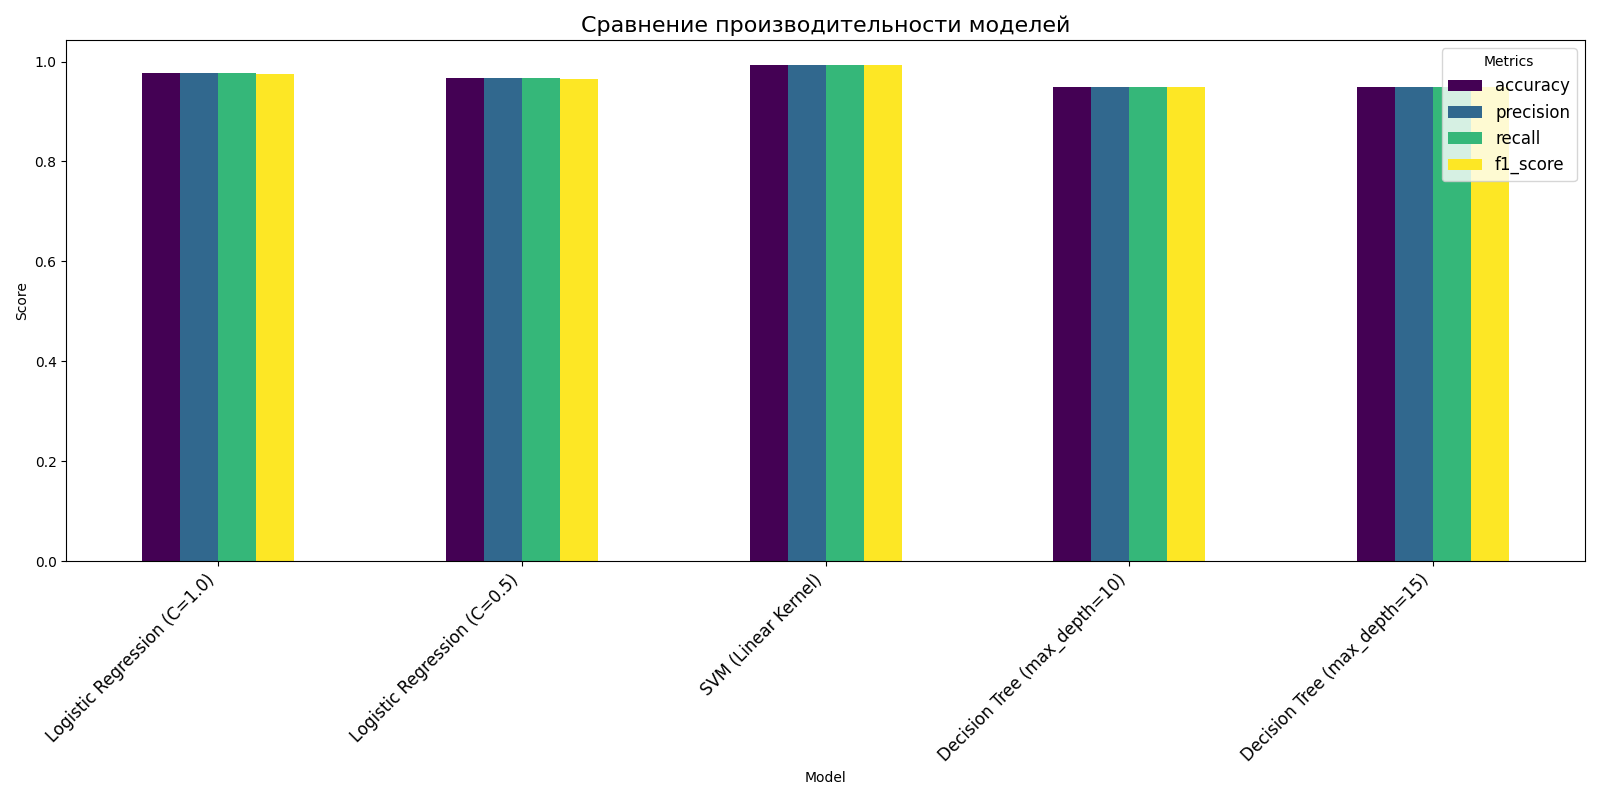 Сравнение производительности моделей
Metrics
accuracy
precision
recall
f1_score
Score
1.0
0.8
0.6
0.4
0.2
0.0
Logistic Regression (C=1.0)
Logistic Regression (C=0.5)
SVM (Linear Kernel)
Decision Tree (max_depth=10)
Decision Tree (max_depth=15)
Model